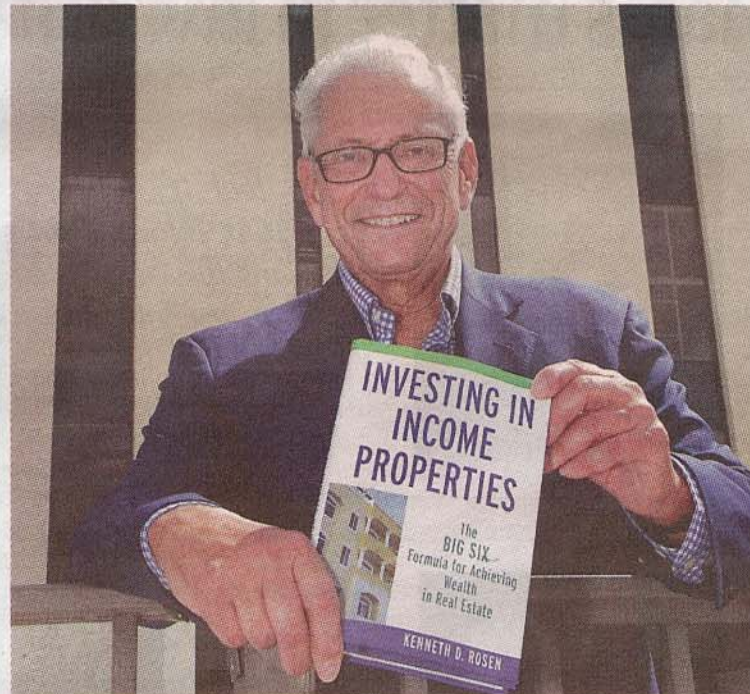 INVESTING IN
INCOME
PROPERTIES
The
BIG SIX
Formula for Achieving
Wealth
in Real Estate
KENNETH D. ROSEN